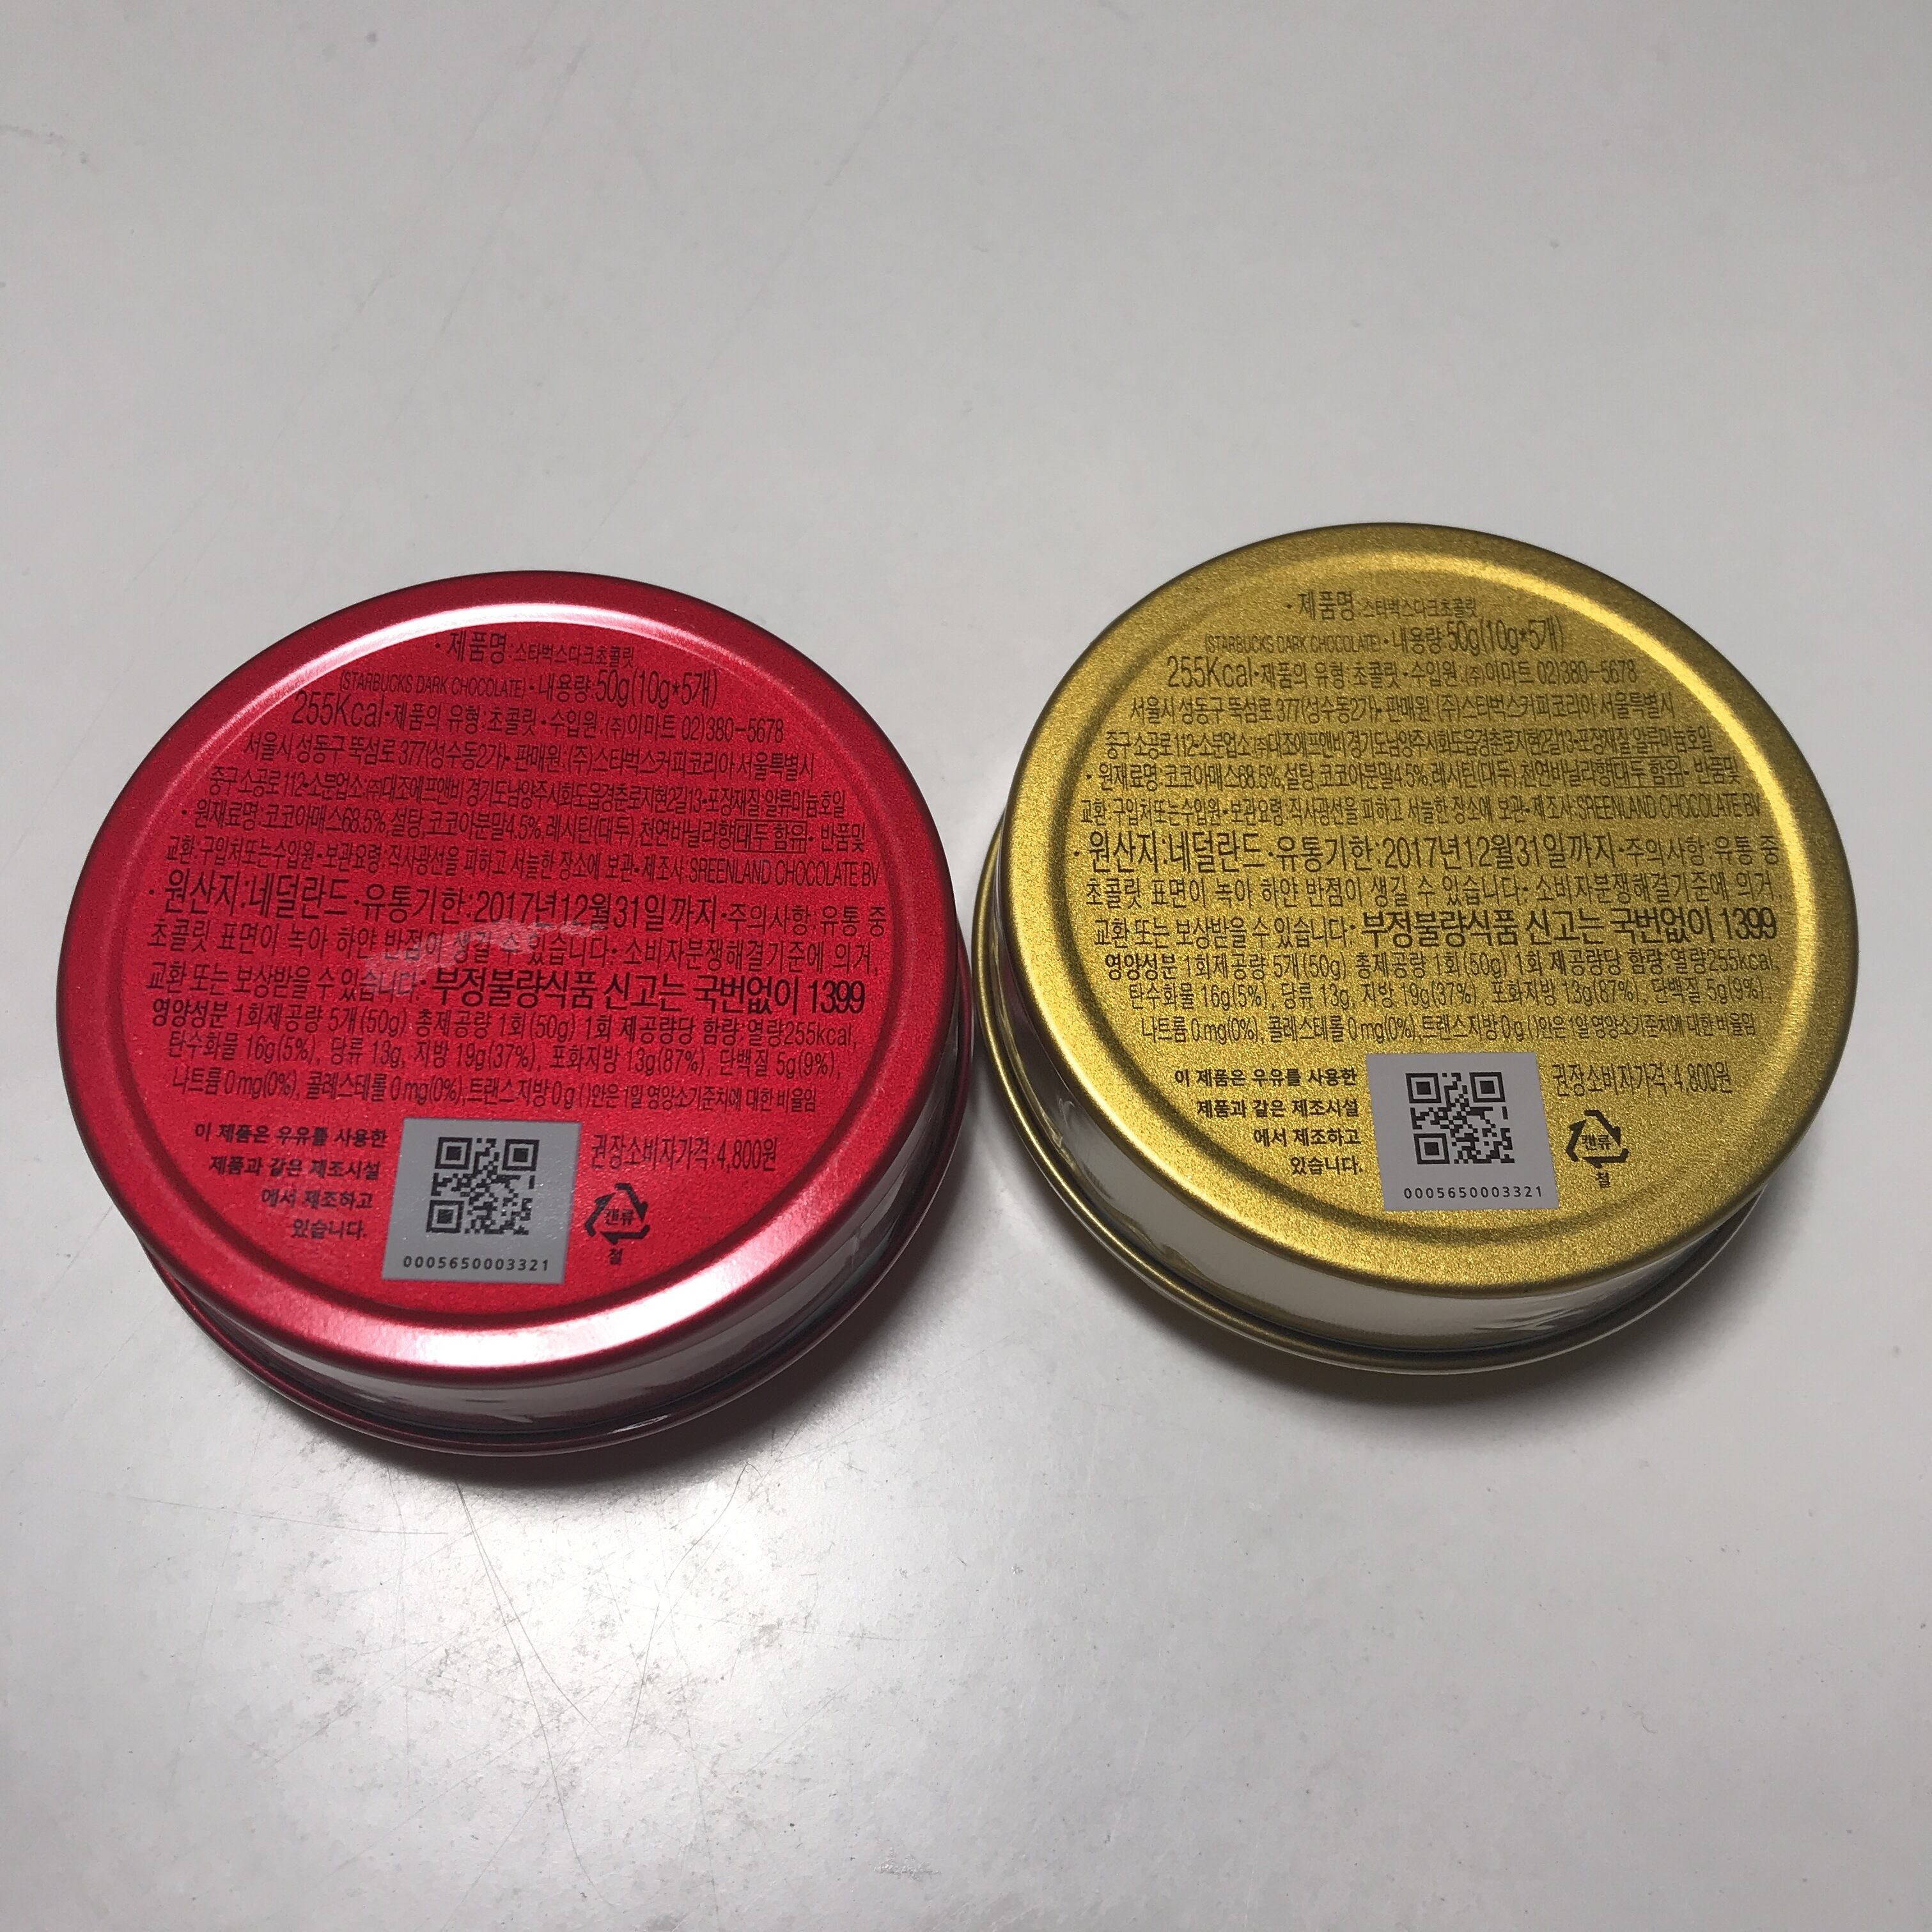 · 제품명:스타벅스다크초콜릿
(STARBUCKS DARK CHOCOLATE)·내용량 50g(10g*5개)
255Kcal·제품의 유형:초콜릿·수입원:(주)이마트 02)380-5678
서울시 성동구 뚝섬로 377(성수동2가)·판매원:(주)스타벅스커피코리아 서울특별시
중구 소공로 112·소분업소:㈜대조에프앤비 경기도남양주시화도읍경춘로지현2길13·포장재질:알류미늄호일
· 원재료명:코코아매스68.5%,설탕,코코아분말4.5%,레시틴(대두),천연바닐라향(대두 함유)· 반품및
교환:구입처또는수입원·보관요령:직사광선을 피하고 서늘한 장소에 보관·제조사:SREENLAND CHOCOLATE BV
· 원산지:네덜란드·유통기한:2017년12월31일까지·주의사항:유통 중
초콜릿 표면이 녹아 하얀 반점이 생길 수 있습니다·소비자분쟁해결기준에 의거,
교환 또는 보상받을 수 있습니다·부정불량식품 신고는 국번없이 1399
영양성분 1회제공량 5개(50g) 총제공량 1회(50g) 1회 제공량당 함량:열량255kcal,
탄수화물 16g(5%), 당류 13g, 지방 19g(37%), 포화지방 13g(87%), 단백질 5g(9%),
나트륨 0mg(0%), 콜레스테롤 0mg(0%),트랜스지방 0g ( )안은 1일 영양소기준치에 대한 비율임
이 제품은 우유를 사용한
제품과 같은 제조시설
에서 제조하고
있습니다.
0005650003321
권장소비자가격:4,800원
캔류
철
· 제품명:스타벅스다크초콜릿
(STARBUCKS DARK CHOCOLATE)·내용량 50g(10g*5개)
255Kcal·제품의 유형:초콜릿·수입원:(주)이마트 02)380-5678
서울시 성동구 뚝섬로 377(성수동2가)·판매원:(주)스타벅스커피코리아 서울특별시
중구 소공로 112·소분업소:㈜대조에프앤비 경기도남양주시화도읍경춘로지현2길13·포장재질:알류미늄호일
· 원재료명:코코아매스68.5%,설탕,코코아분말4.5%,레시틴(대두),천연바닐라향(대두 함유)· 반품및
교환:구입처또는수입원·보관요령:직사광선을 피하고 서늘한 장소에 보관·제조사:SREENLAND CHOCOLATE BV
· 원산지:네덜란드·유통기한:2017년12월31일까지·주의사항:유통 중
초콜릿 표면이 녹아 하얀 반점이 생길 수 있습니다·소비자분쟁해결기준에 의거,
교환 또는 보상받을 수 있습니다·부정불량식품 신고는 국번없이 1399
영양성분 1회제공량 5개(50g) 총제공량 1회(50g) 1회 제공량당 함량:열량255kcal,
탄수화물 16g(5%), 당류 13g, 지방 19g(37%), 포화지방 13g(87%), 단백질 5g(9%),
나트륨 0mg(0%), 콜레스테롤 0mg(0%),트랜스지방 0g ( )안은 1일 영양소기준치에 대한 비율임
이 제품은 우유를 사용한
제품과 같은 제조시설
에서 제조하고
있습니다.
0005650003321
권장소비자가격:4,800원
캔류
철